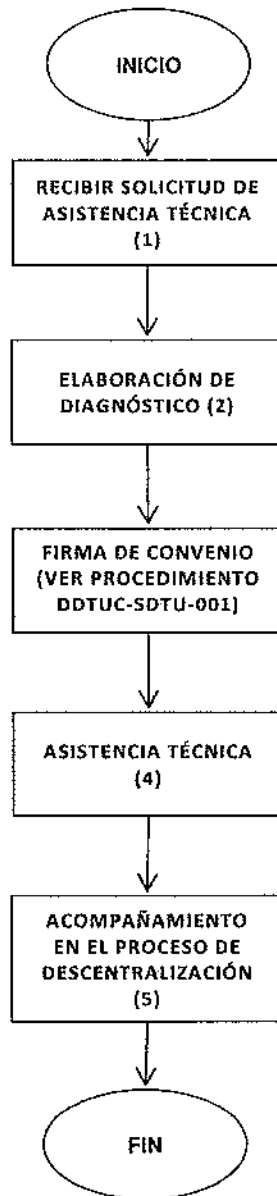 INICIO
RECIBIR SOLICITUD DE
ASISTENCIA TÉCNICA
(1)
ELABORACIÓN DE
DIAGNÓSTICO (2)
FIRMA DE CONVENIO
(VER PROCEDIMIENTO
DDTUC-SDTU-001)
ASISTENCIA TÉCNICA
(4)
ACOMPAÑAMIENTO
EN EL PROCESO DE
DESCENTRALIZACIÓN
(5)
FIN